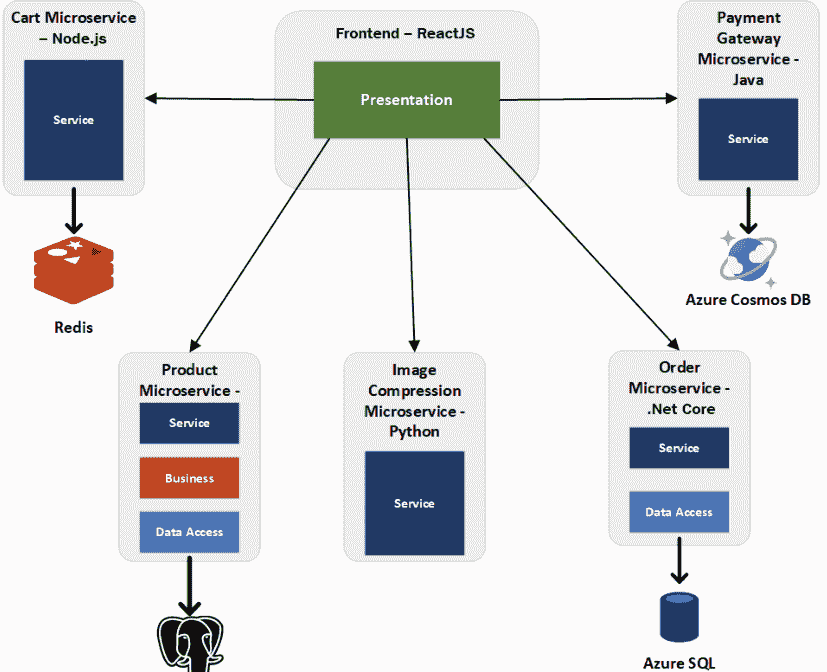 Cart Microservice
– Node.js
Service
Redis
Frontend – ReactJS
Presentation
Payment
Gateway
Microservice -
Java
Service
Azure Cosmos DB
Product
Microservice -
Service
Business
Data Access
Image
Compression
Microservice -
Python
Service
Order
Microservice -
.Net Core
Service
Data Access
Azure SQL